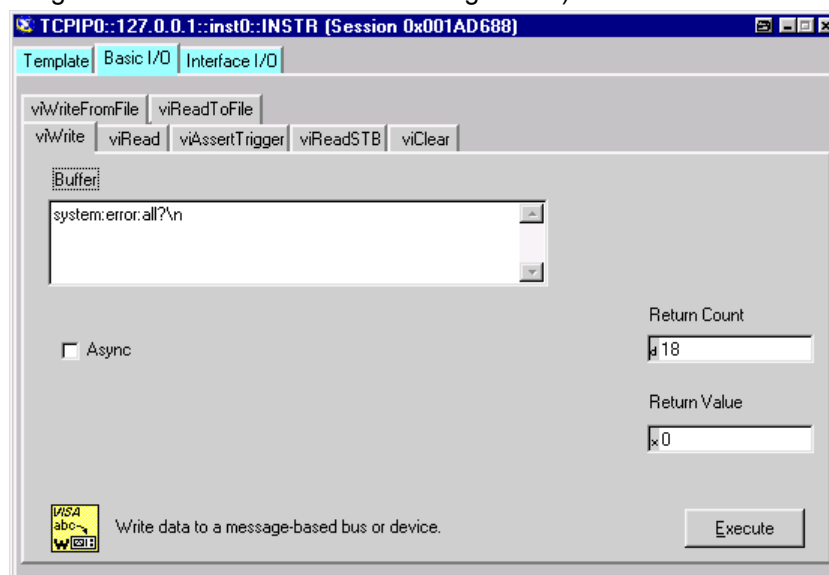 TCPIP0::127.0.0.1::inst0::INSTR (Session 0x001AD688)
Template Basic I/O Interface I/O
viWriteFromFile viReadToFile
viWrite viRead viAssertTrigger viReadSTB viClear
Buffer
system:error:all?\n
Return Count
Async
d 18
Return Value
x 0
VISA
abc
W
Write data to a message-based bus or device.
Execute